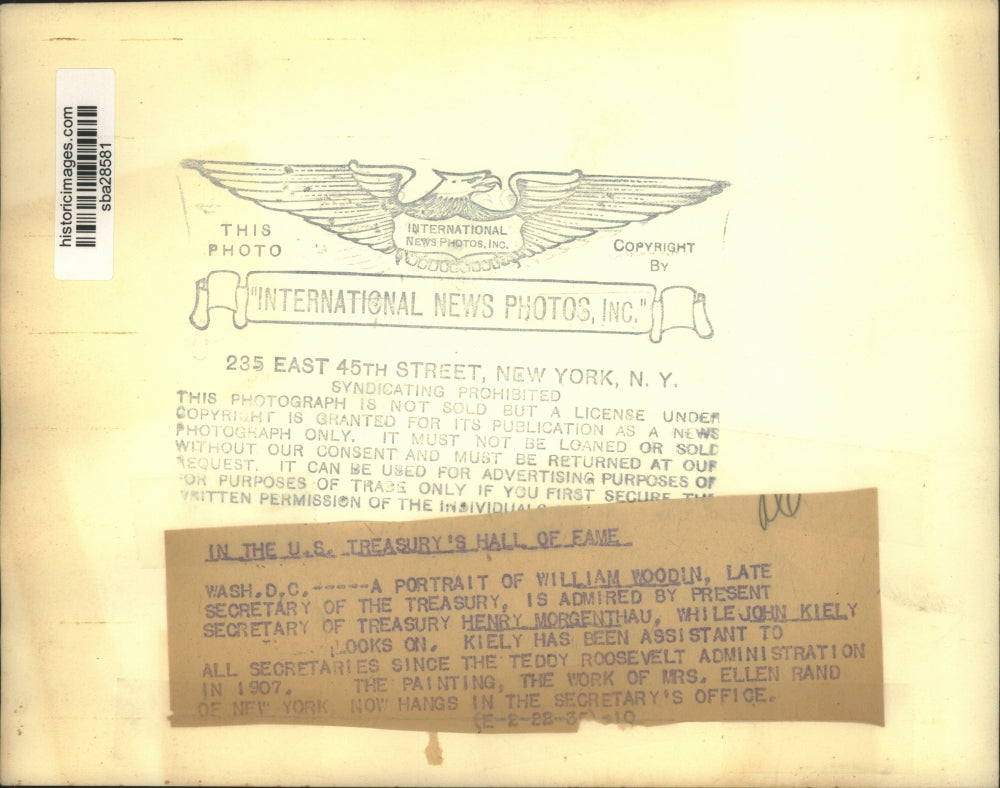 historicimages.com
sba28581
THIS
PHOTO
INTERNATIONAL
NEWS PHOTOS, INC.
COPYRIGHT
BY
"INTERNATIONAL NEWS PHOTOS, INC."
235 EAST 45TH STREET, NEW YORK, N. Y.
SYNDICATING PROHIBITED
THIS PHOTOGRAPH IS NOT SOLD BUT A LICENSE UNDER
COPYRIGHT IS GRANTED FOR ITS PUBLICATION AS A NEWS
PHOTOGRAPH ONLY. IT MUST NOT BE LOANED OR SOLD
WITHOUT OUR CONSENT AND MUST BE RETURNED AT OUR
REQUEST. IT CAN BE USED FOR ADVERTISING PURPOSES OR
FOR PURPOSES OF TRADE ONLY IF YOU FIRST SECURE THE
WRITTEN PERMISSION OF THE INDIVIDUALS
IN THE U.S. TREASURY'S HALL OF FAME
WASH.D.C.-----A PORTRAIT OF WILLIAM WOODIN, LATE
SECRETARY OF THE TREASURY, IS ADMIRED BY PRESENT
SECRETARY OF TREASURY HENRY MORGENTHAU, WHILE JOHN KIELY
LOOKS ON. KIELY HAS BEEN ASSISTANT TO
ALL SECRETARIES SINCE THE TEDDY ROOSEVELT ADMINISTRATION
IN 1907. THE PAINTING, THE WORK OF MRS. ELLEN RAND
OF NEW YORK, NOW HANGS IN THE SECRETARY'S OFFICE.